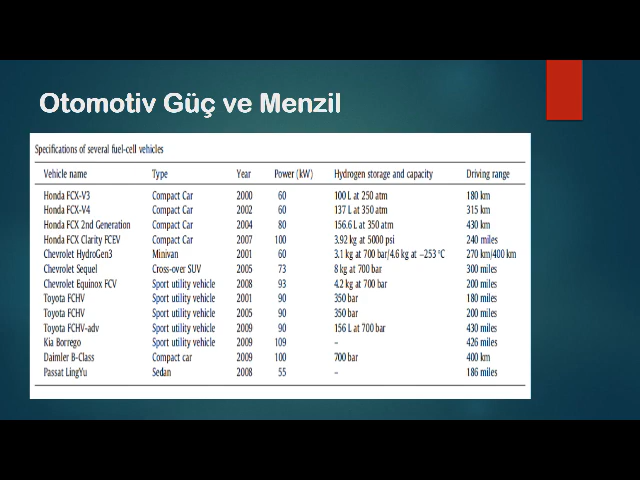 Otomotiv Güç ve Menzil
Specifications of several fuel-cell vehicles
Vehicle name Type Year Power (kW) Hydrogen storage and capacity Driving range
Honda FCX-V3 Compact Car 2000 60 100 L at 250 atm 180 km
Honda FCX-V4 Compact Car 2002 60 137 L at 350 atm 315 km
Honda FCX 2nd Generation Compact Car 2004 80 156.6 L at 350 atm 430 km
Honda FCX Clarity FCEV Compact Car 2007 100 3.92 kg at 5000 psi 240 miles
Chevrolet HydroGen3 Minivan 2001 60 3.1 kg at 700 bar/4.6 kg at −253 °C 270 km/400 km
Chevrolet Sequel Cross-over SUV 2005 73 8 kg at 700 bar 300 miles
Chevrolet Equinox FCV Sport utility vehicle 2008 93 4.2 kg at 700 bar 200 miles
Toyota FCHV Sport utility vehicle 2001 90 350 bar 180 miles
Toyota FCHV Sport utility vehicle 2005 90 350 bar 200 miles
Toyota FCHV-adv Sport utility vehicle 2009 90 156 L at 700 bar 430 miles
Kia Borrego Sport utility vehicle 2009 109 – 426 miles
Daimler B-Class Compact car 2009 100 700 bar 400 km
Passat LingYu Sedan 2008 55 – 186 miles